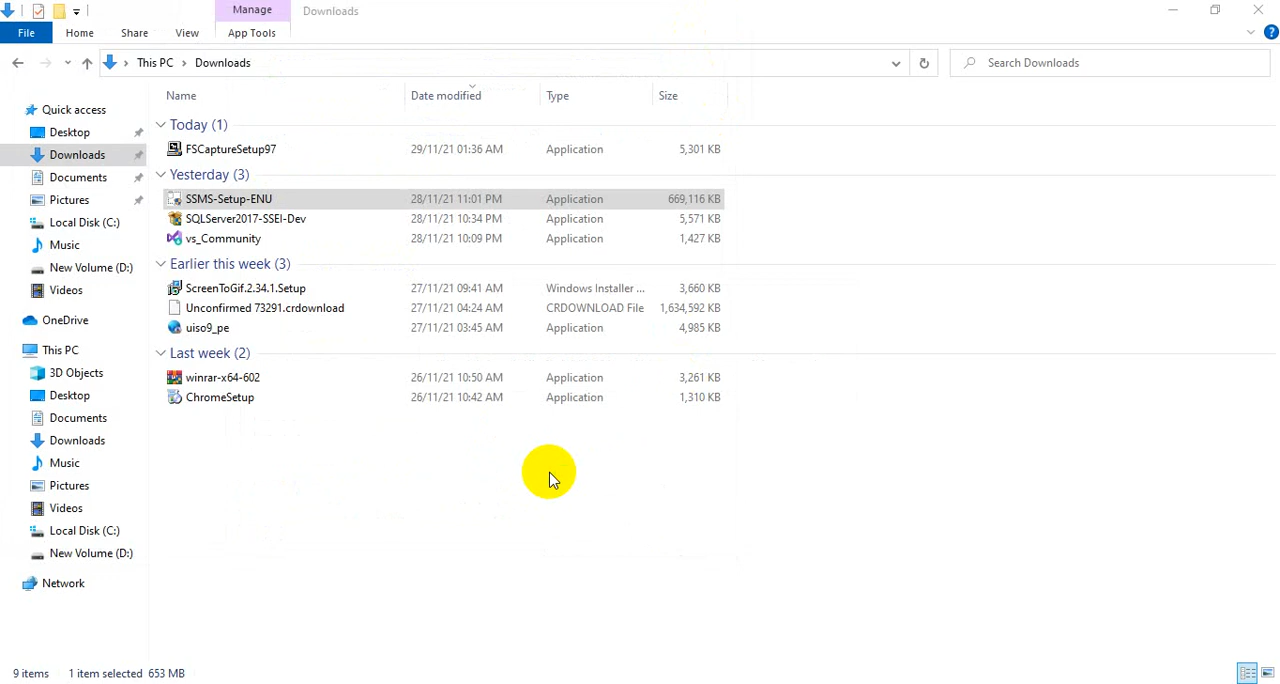 Manage
Downloads
File
Home
Share
View
App Tools
This PC > Downloads
Search Downloads
Name
Date modified
Type
Size
Quick access
Desktop
Downloads
Documents
Pictures
Local Disk (C:)
Music
New Volume (D:)
Videos
OneDrive
This PC
3D Objects
Desktop
Documents
Downloads
Music
Pictures
Videos
Local Disk (C:)
New Volume (D:)
Network
Today (1)
FSCaptureSetup97 29/11/21 01:36 AM Application 5,301 KB
Yesterday (3)
SSMS-Setup-ENU 28/11/21 11:01 PM Application 669,116 KB
SQLServer2017-SSEI-Dev 28/11/21 10:34 PM Application 5,571 KB
vs_Community 28/11/21 10:09 PM Application 1,427 KB
Earlier this week (3)
ScreenToGif.2.34.1.Setup 27/11/21 09:41 AM Windows Installer ... 3,660 KB
Unconfirmed 73291.crdownload 27/11/21 04:24 AM CRDOWNLOAD File 1,634,592 KB
uiso9_pe 27/11/21 03:45 AM Application 4,985 KB
Last week (2)
winrar-x64-602 26/11/21 10:50 AM Application 3,261 KB
ChromeSetup 26/11/21 10:42 AM Application 1,310 KB
9 items 1 item selected 653 MB